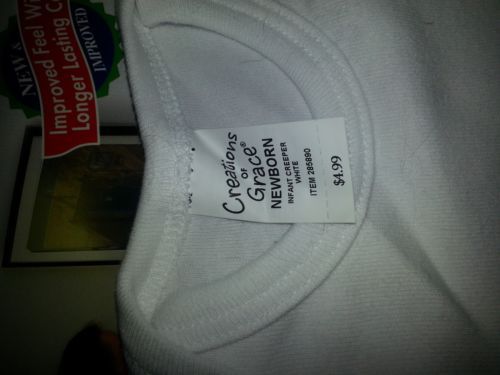 NEW &
IMPROVED
Improved Feel
Longer Lasting
Creations
OF
Grace®
NEWBORN
INFANT CREEPER
WHITE
ITEM 285890
$4.99